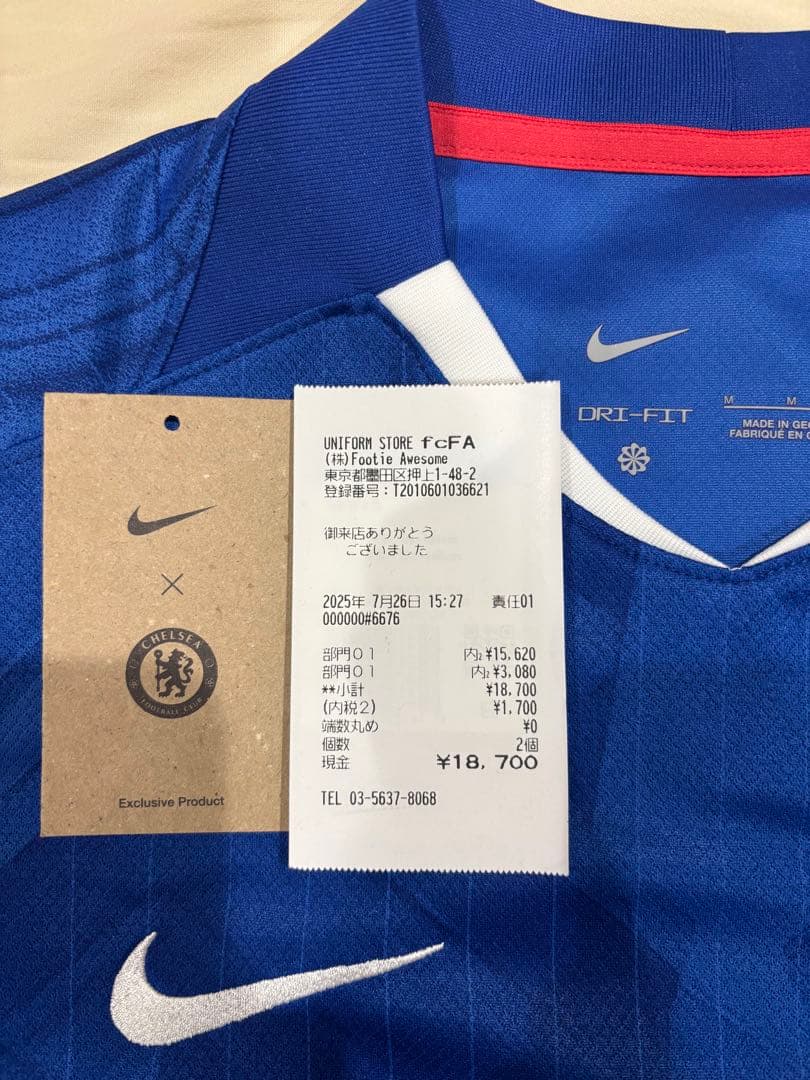 DRI-FIT
M M
MADE IN
FABRIQUÉ EN
CHELSEA
FOOTBALL CLUB
Exclusive Product
UNIFORM STORE fcFA
(株)Footie Awesome
東京都墨田区押上1-48-2
登録番号:T2010601036621
御来店ありがとう
ございました
2025年 7月26日 15:27 責任01
000000#6676
部門01 内2 ¥15,620
部門01 内2 ¥3,080
**小計 ¥18,700
(内税2) ¥1,700
端数丸め ¥0
個数 2個
現金 ¥18,700
TEL 03-5637-8068